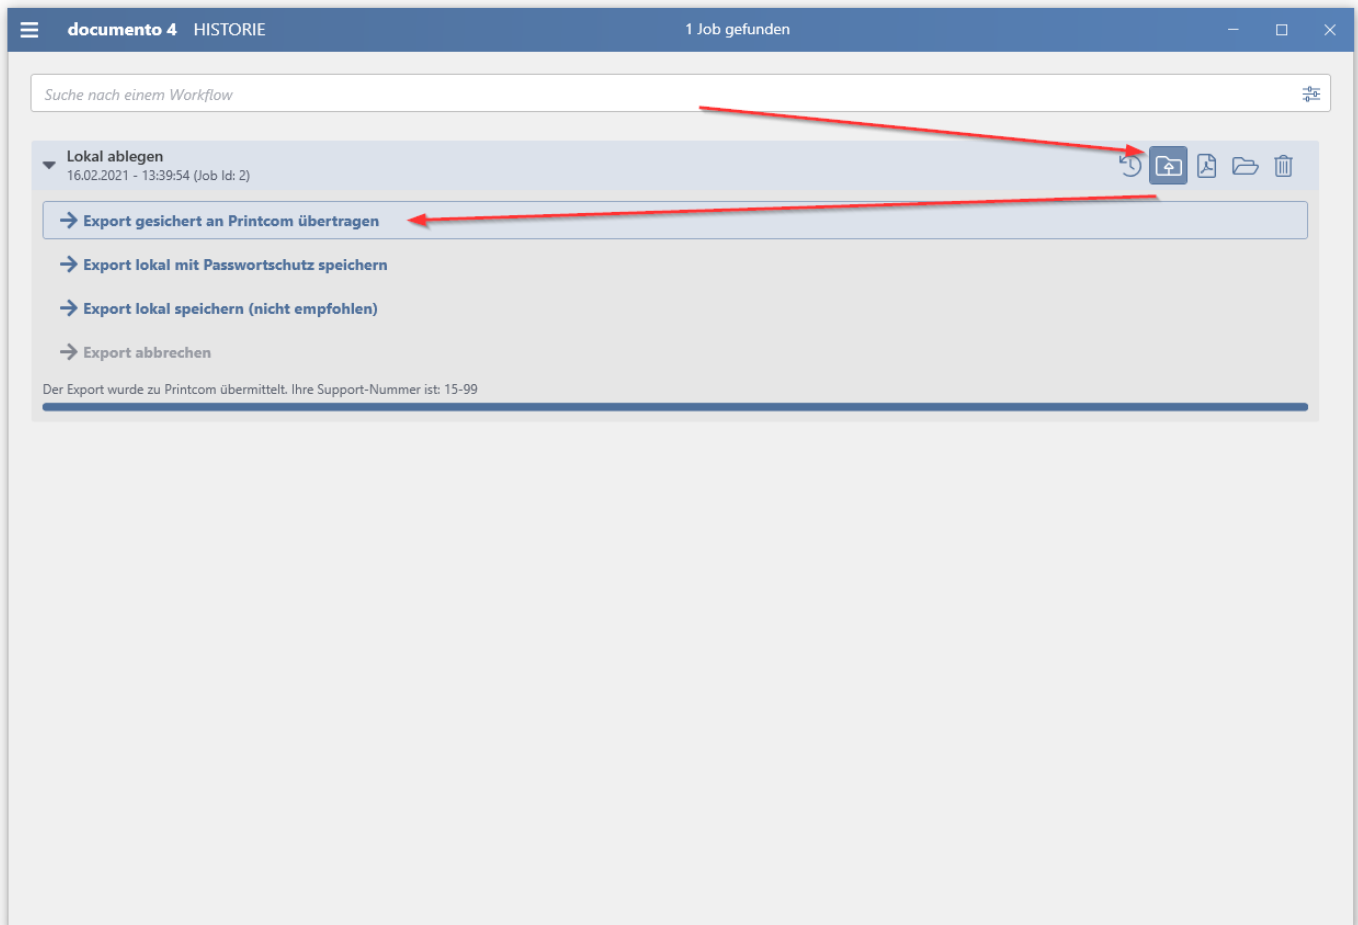 documento 4 HISTORIE 1 Job gefunden
Suche nach einem Workflow
Lokal ablegen
16.02.2021 - 13:39:54 (Job Id: 2)
Export gesichert an Printcom übertragen
Export lokal mit Passwortschutz speichern
Export lokal speichern (nicht empfohlen)
Export abbrechen
Der Export wurde zu Printcom übermittelt. Ihre Support-Nummer ist: 15-99